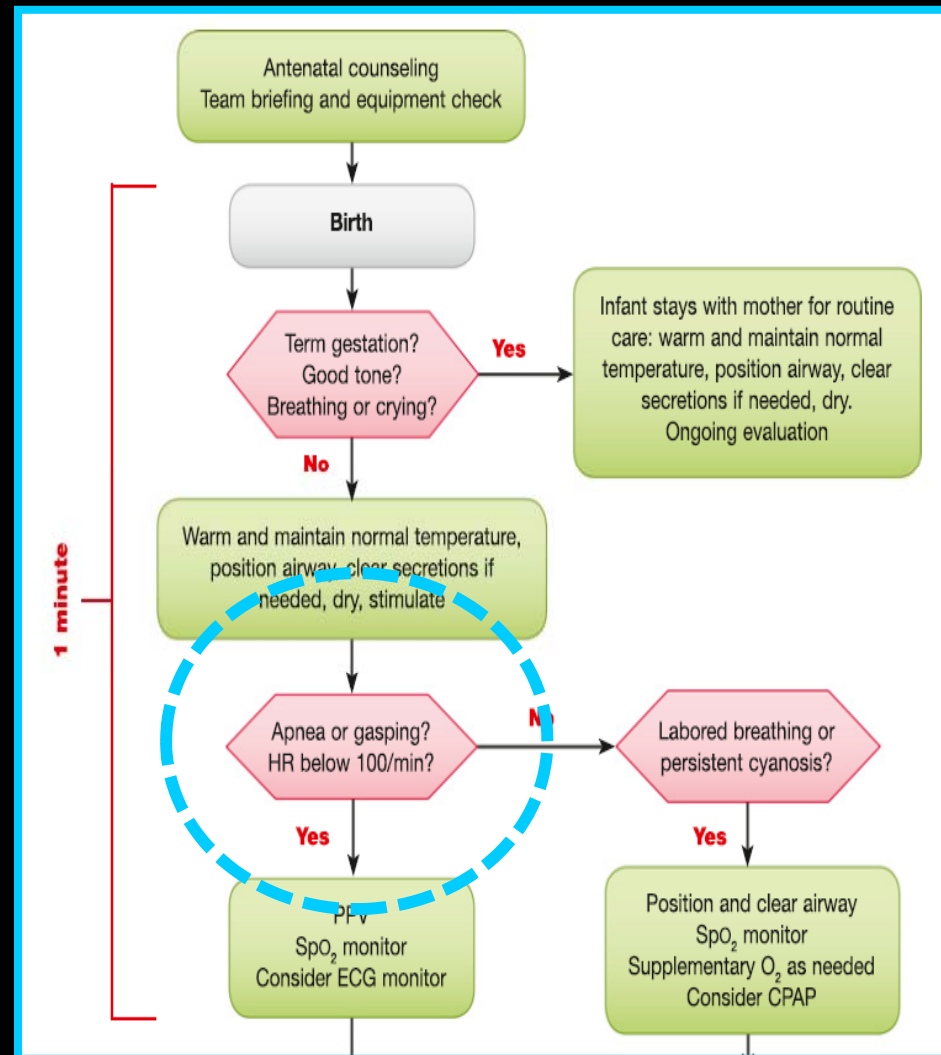 Antenatal counseling
Team briefing and equipment check
Birth
Term gestation?
Good tone?
Breathing or crying?
Yes
Infant stays with mother for routine
care: warm and maintain normal
temperature, position airway, clear
secretions if needed, dry.
Ongoing evaluation
No
Warm and maintain normal temperature,
position airway, clear secretions if
needed, dry, stimulate
1 minute
Apnea or gasping?
HR below 100/min?
No
Labored breathing or
persistent cyanosis?
Yes
Yes
PPV
SpO₂ monitor
Consider ECG monitor
Position and clear airway
SpO₂ monitor
Supplementary O₂ as needed
Consider CPAP